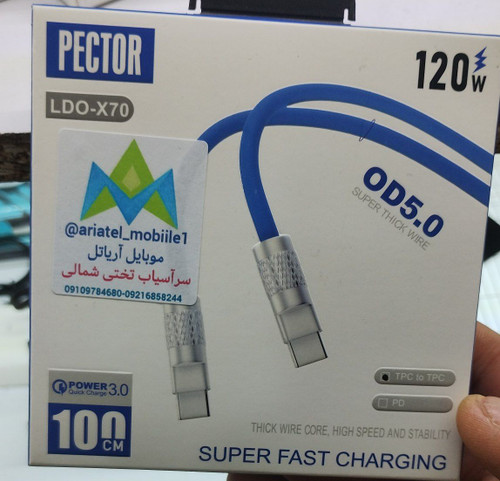 PECTOR
120W
LDO-X70
OD5.0
SUPER THICK WIRE
@ariatel_mobiile1
موبایل آریاتل
سرآسیاب تختی شمالی
09109784680-09216858244
TPC to TPC
PD
POWER 3.0
Quick Charge
100 CM
THICK WIRE CORE, HIGH SPEED AND STABILITY
SUPER FAST CHARGING